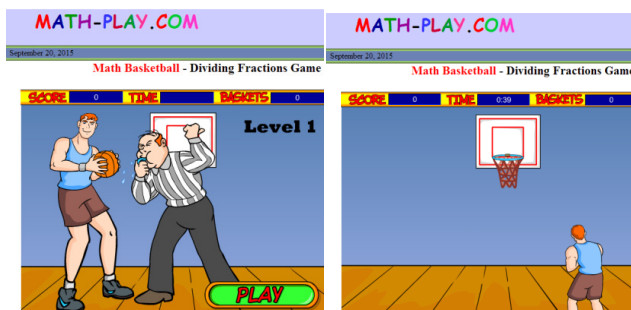 MATH-PLAY.COM
September 20, 2015
Math Basketball - Dividing Fractions Game
SCORE 0 TIME BASKETS 0
Level 1
PLAY
MATH-PLAY.COM
September 20, 2015
Math Basketball - Dividing Fractions Game
SCORE 0 TIME 0:39 BASKETS 0